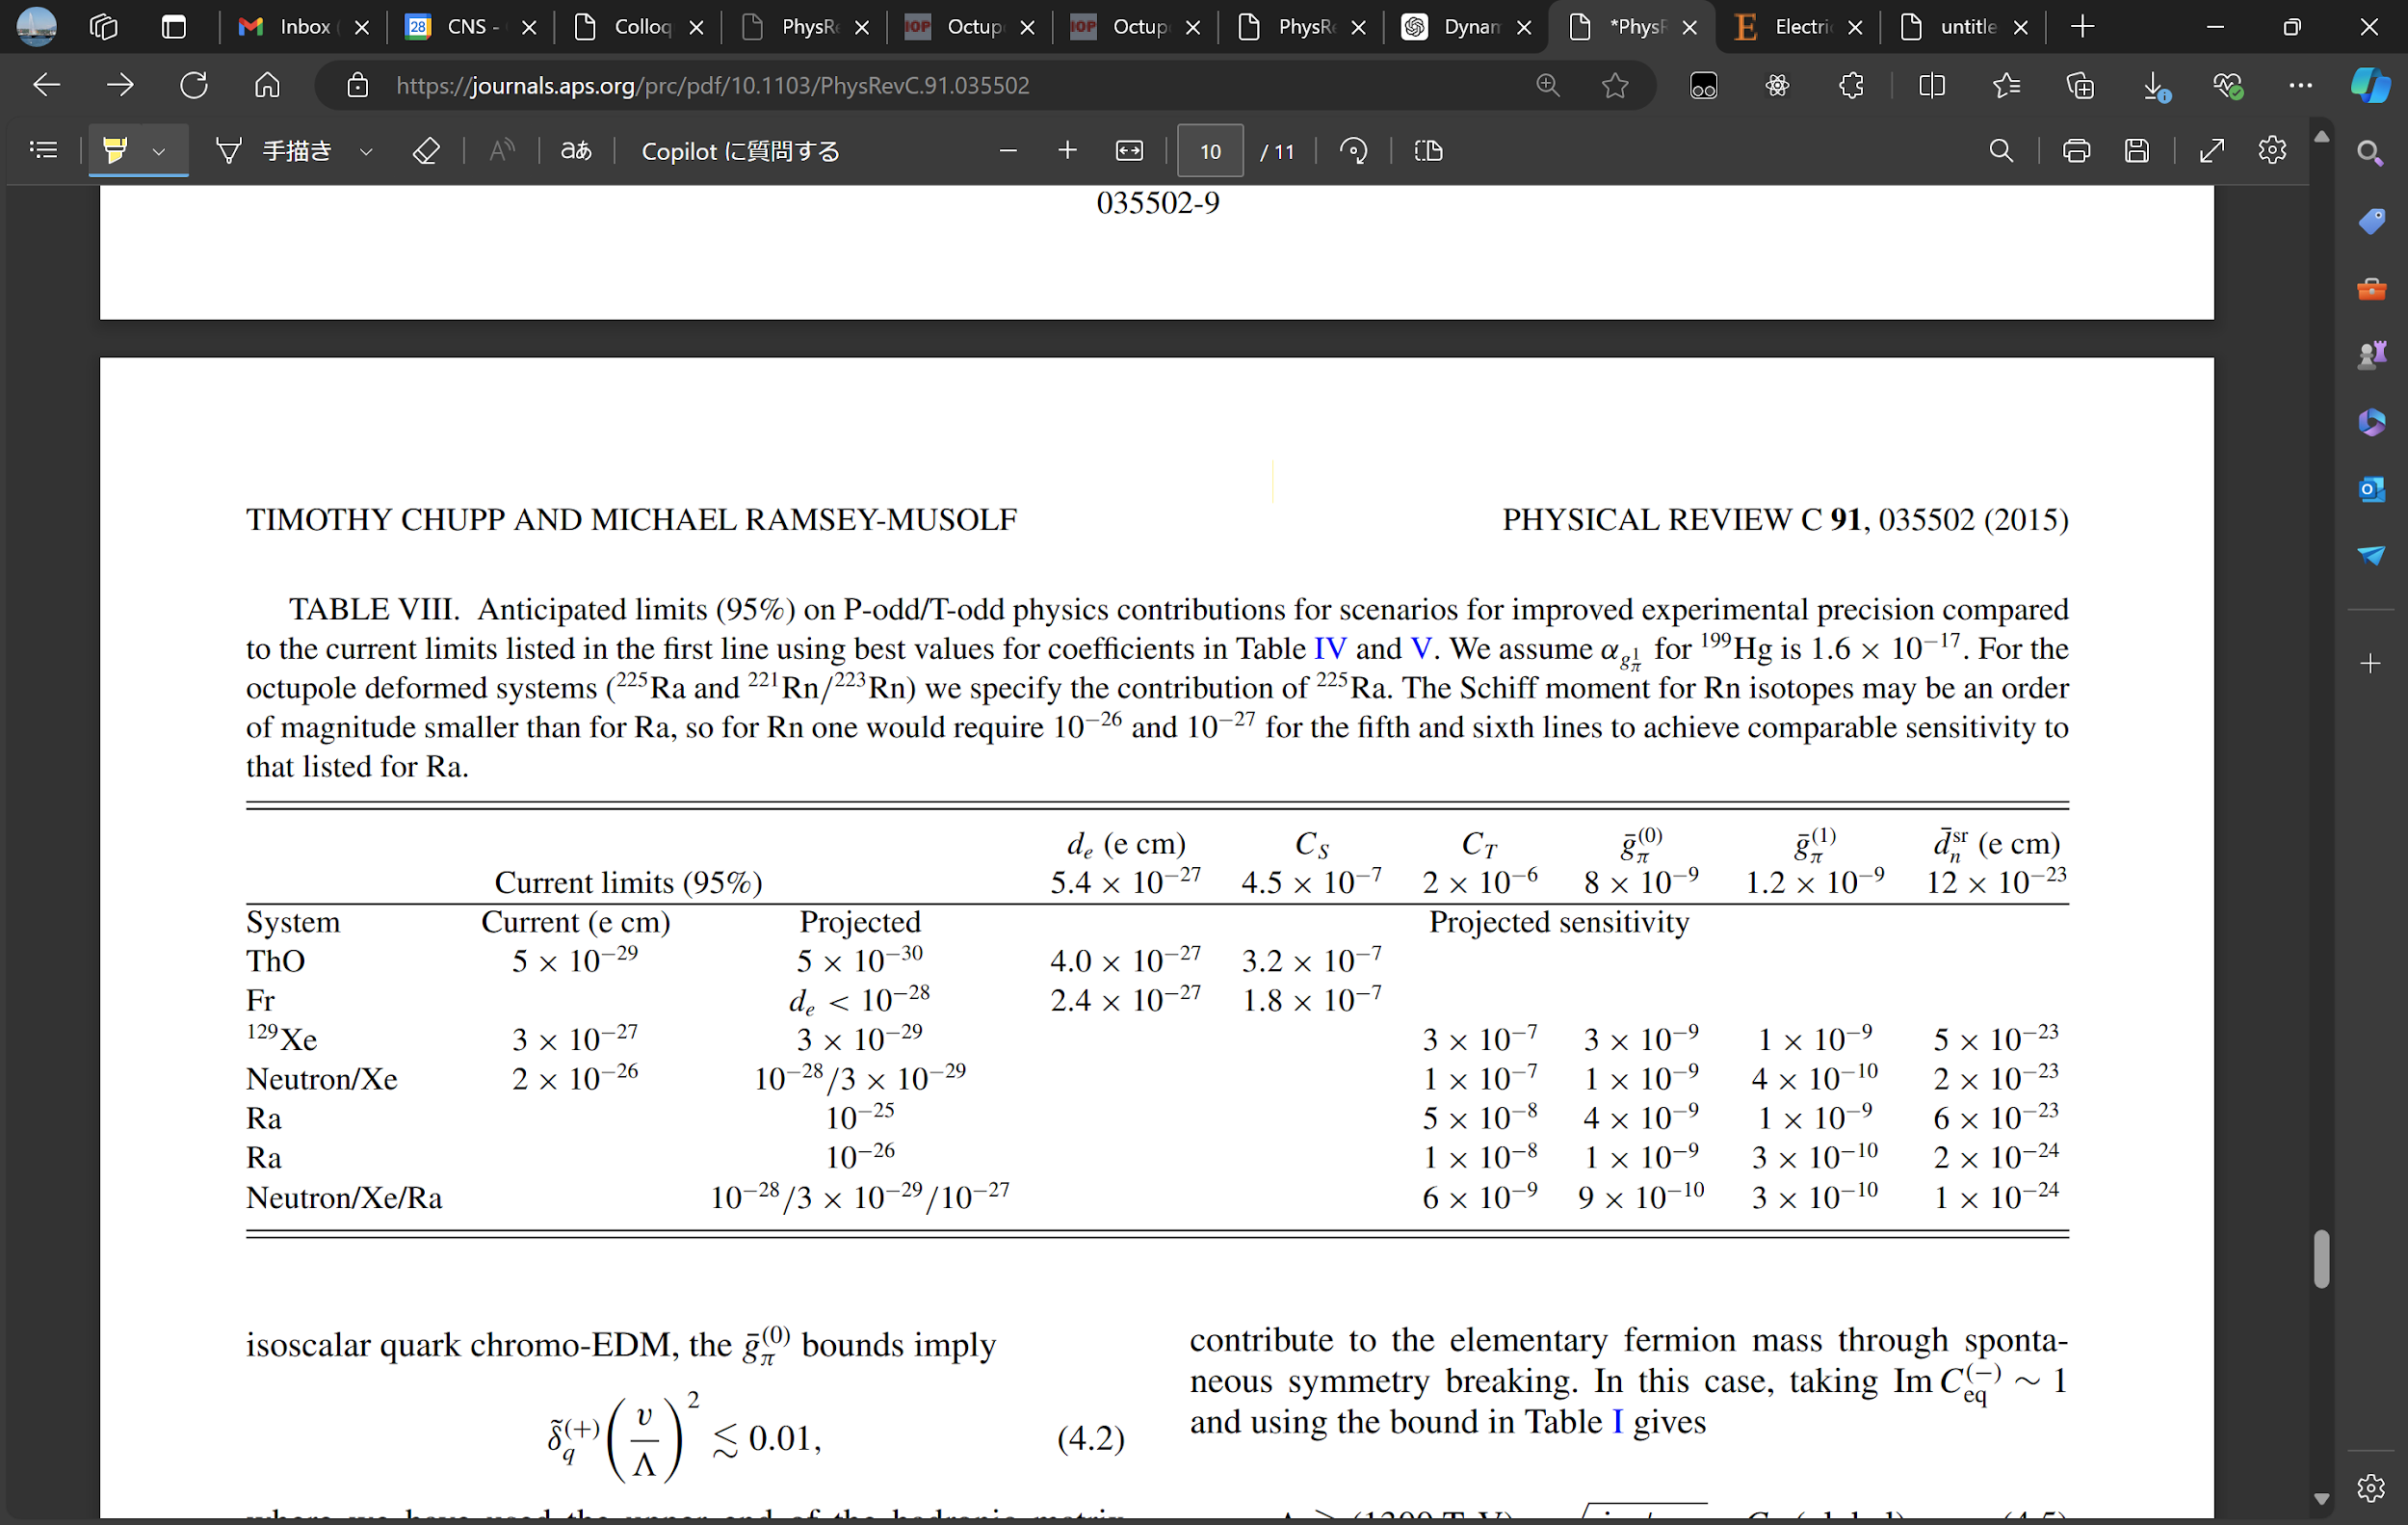 Inbox
CNS -
Colloq
PhysRe
Octup
Octup
PhysRe
Dynam
*PhysR
Electri
untitle
https://journals.aps.org/prc/pdf/10.1103/PhysRevC.91.035502
手描き
aあ
Copilot に質問する
10
/ 11
035502-9
TIMOTHY CHUPP AND MICHAEL RAMSEY-MUSOLF
PHYSICAL REVIEW C 91, 035502 (2015)
TABLE VIII. Anticipated limits (95%) on P-odd/T-odd physics contributions for scenarios for improved experimental precision compared
to the current limits listed in the first line using best values for coefficients in Table IV and V. We assume α_{g_π^1} for ^{199}Hg is 1.6 × 10^{−17}. For the
octupole deformed systems (^{225}Ra and ^{221}Rn/^{223}Rn) we specify the contribution of ^{225}Ra. The Schiff moment for Rn isotopes may be an order
of magnitude smaller than for Ra, so for Rn one would require 10^{−26} and 10^{−27} for the fifth and sixth lines to achieve comparable sensitivity to
that listed for Ra.
d_e (e cm) C_S C_T ḡ_π^{(0)} ḡ_π^{(1)} d̄_n^{sr} (e cm)
Current limits (95%) 5.4 × 10^{−27} 4.5 × 10^{−7} 2 × 10^{−6} 8 × 10^{−9} 1.2 × 10^{−9} 12 × 10^{−23}
System Current (e cm) Projected Projected sensitivity
ThO 5 × 10^{−29} 5 × 10^{−30} 4.0 × 10^{−27} 3.2 × 10^{−7}
Fr d_e < 10^{−28} 2.4 × 10^{−27} 1.8 × 10^{−7}
^{129}Xe 3 × 10^{−27} 3 × 10^{−29} 3 × 10^{−7} 3 × 10^{−9} 1 × 10^{−9} 5 × 10^{−23}
Neutron/Xe 2 × 10^{−26} 10^{−28}/3 × 10^{−29} 1 × 10^{−7} 1 × 10^{−9} 4 × 10^{−10} 2 × 10^{−23}
Ra 10^{−25} 5 × 10^{−8} 4 × 10^{−9} 1 × 10^{−9} 6 × 10^{−23}
Ra 10^{−26} 1 × 10^{−8} 1 × 10^{−9} 3 × 10^{−10} 2 × 10^{−24}
Neutron/Xe/Ra 10^{−28}/3 × 10^{−29}/10^{−27} 6 × 10^{−9} 9 × 10^{−10} 3 × 10^{−10} 1 × 10^{−24}
isoscalar quark chromo-EDM, the ḡ_π^{(0)} bounds imply
δ̃_q^{(+)} (υ/Λ)^2 ≲ 0.01, (4.2)
contribute to the elementary fermion mass through sponta-
neous symmetry breaking. In this case, taking Im C_{eq}^{(−)} ∼ 1
and using the bound in Table I gives